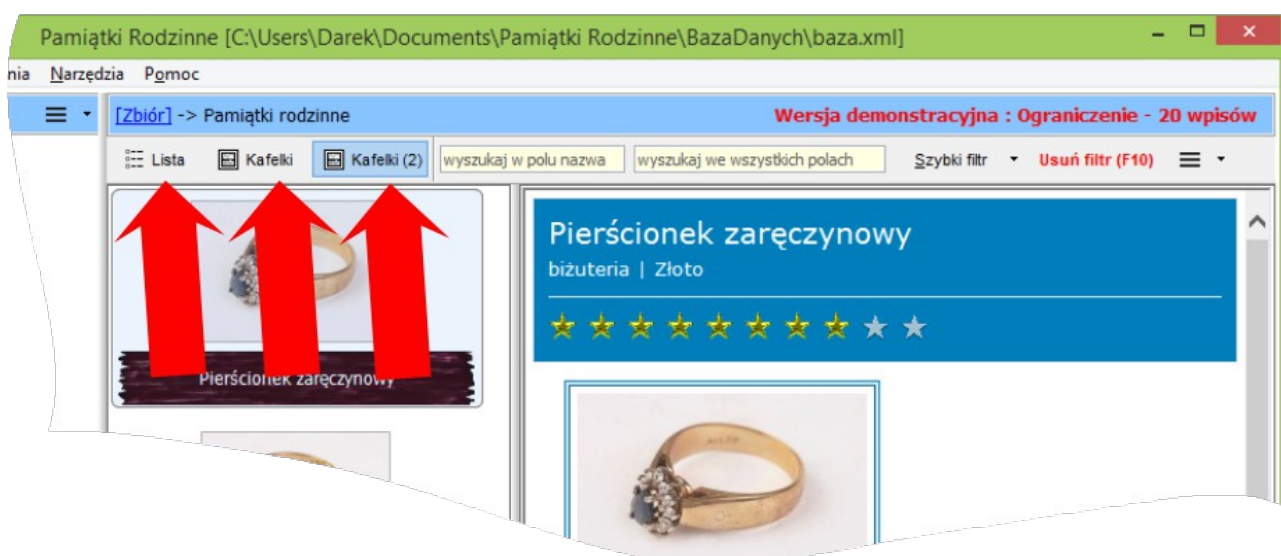 Pamiątki Rodzinne [C:\Users\Darek\Documents\Pamiątki Rodzinne\BazaDanych\baza.xml]
nia Narzędzia Pomoc
[Zbiór] -> Pamiątki rodzinne Wersja demonstracyjna : Ograniczenie - 20 wpisów
Lista Kafelki Kafelki (2) wyszukaj w polu nazwa wyszukaj we wszystkich polach Szybki filtr Usuń filtr (F10)
Pierścionek zaręczynowy
biżuteria | Złoto
Pierścionek zaręczynowy